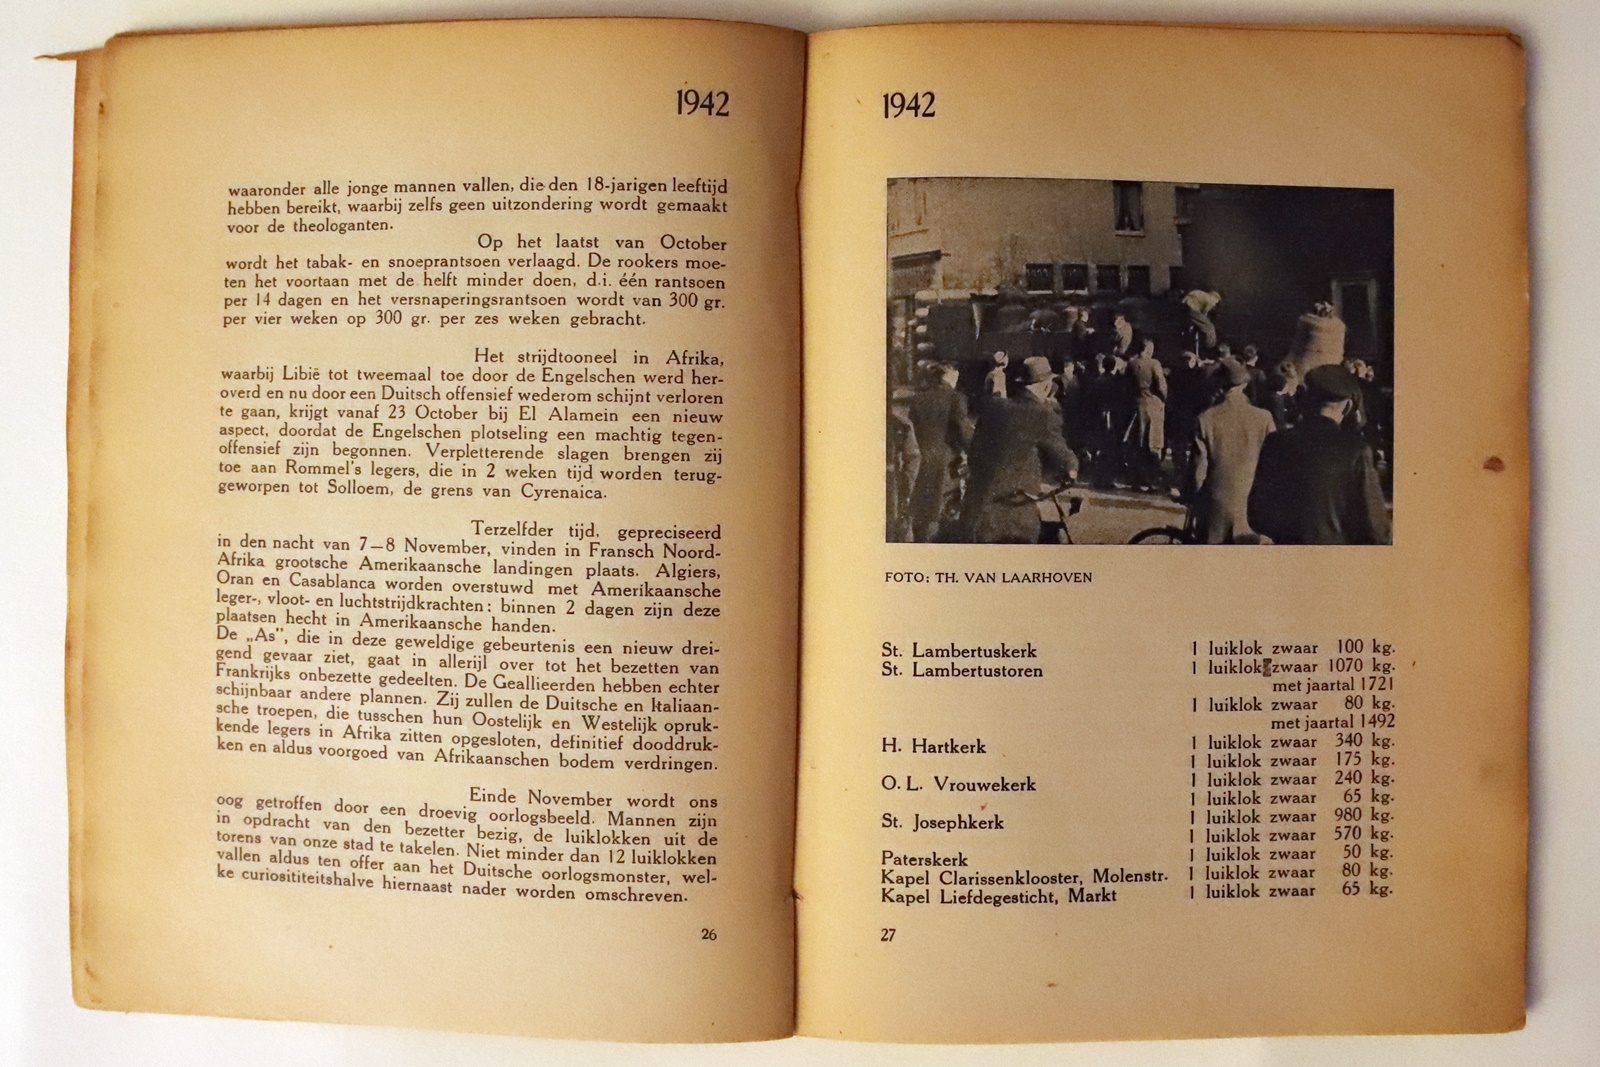 1942
waaronder alle jonge mannen vallen, die den 18-jarigen leeftijd
hebben bereikt, waarbij zelfs geen uitzondering wordt gemaakt
voor de theologanten.
Op het laatst van October
wordt het tabak- en snoeprantsoen verlaagd. De rookers moe-
ten het voortaan met de helft minder doen, d.i. één rantsoen
per 14 dagen en het versnaperingsrantsoen wordt van 300 gr.
per vier weken op 300 gr. per zes weken gebracht.
Het strijdtooneel in Afrika,
waarbij Libië tot tweemaal toe door de Engelschen werd her-
overd en nu door een Duitsch offensief wederom schijnt verloren
te gaan, krijgt vanaf 23 October bij El Alamein een nieuw
aspect, doordat de Engelschen plotseling een machtig tegen-
offensief zijn begonnen. Verpletterende slagen brengen zij
toe aan Rommel's legers, die in 2 weken tijd worden terug-
geworpen tot Solloem, de grens van Cyrenaica.
Terzelfder tijd, gepreciseerd
in den nacht van 7—8 November, vinden in Fransch Noord-
Afrika grootsche Amerikaansche landingen plaats. Algiers,
Oran en Casablanca worden overstuwd met Amerikaansche
leger-, vloot- en luchtstrijdkrachten: binnen 2 dagen zijn deze
plaatsen hecht in Amerikaansche handen.
De „As", die in deze geweldige gebeurtenis een nieuw drei-
gend gevaar ziet, gaat in allerijl over tot het bezetten van
Frankrijks onbezette gedeelten. De Geallieerden hebben echter
schijnbaar andere plannen. Zij zullen de Duitsche en Italiaan-
sche troepen, die tusschen hun Oostelijk en Westelijk opruk-
kende legers in Afrika zitten opgesloten, definitief dooddruk-
ken en aldus voorgoed van Afrikaanschen bodem verdringen.
Einde November wordt ons
oog getroffen door een droevig oorlogsbeeld. Mannen zijn
in opdracht van den bezetter bezig, de luiklokken uit de
torens van onze stad te takelen. Niet minder dan 12 luiklokken
vallen aldus ten offer aan het Duitsche oorlogsmonster, wel-
ke curiosititeitshalve hiernaast nader worden omschreven.
26
1942
FOTO: TH. VAN LAARHOVEN
St. Lambertuskerk 1 luiklok zwaar 100 kg.
St. Lambertustoren 1 luiklok zwaar 1070 kg.
met jaartal 1721
1 luiklok zwaar 80 kg.
met jaartal 1492
H. Hartkerk 1 luiklok zwaar 340 kg.
1 luiklok zwaar 175 kg.
O. L. Vrouwekerk 1 luiklok zwaar 240 kg.
1 luiklok zwaar 65 kg.
St. Josephkerk 1 luiklok zwaar 980 kg.
1 luiklok zwaar 570 kg.
Paterskerk 1 luiklok zwaar 50 kg.
Kapel Clarissenklooster, Molenstr. 1 luiklok zwaar 80 kg.
Kapel Liefdegesticht, Markt 1 luiklok zwaar 65 kg.
27